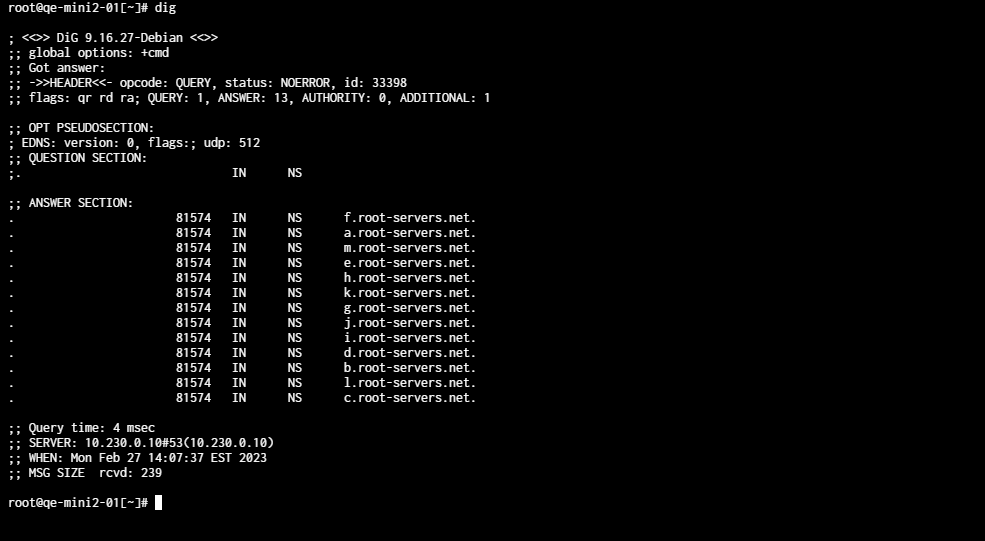 root@qe-mini2-01[~]# dig

; <<>> DiG 9.16.27-Debian <<>>
;; global options: +cmd
;; Got answer:
;; ->>HEADER<<- opcode: QUERY, status: NOERROR, id: 33398
;; flags: qr rd ra; QUERY: 1, ANSWER: 13, AUTHORITY: 0, ADDITIONAL: 1

;; OPT PSEUDOSECTION:
; EDNS: version: 0, flags:; udp: 512
;; QUESTION SECTION:
;.				IN	NS

;; ANSWER SECTION:
.			81574	IN	NS	f.root-servers.net.
.			81574	IN	NS	a.root-servers.net.
.			81574	IN	NS	m.root-servers.net.
.			81574	IN	NS	e.root-servers.net.
.			81574	IN	NS	h.root-servers.net.
.			81574	IN	NS	k.root-servers.net.
.			81574	IN	NS	g.root-servers.net.
.			81574	IN	NS	j.root-servers.net.
.			81574	IN	NS	i.root-servers.net.
.			81574	IN	NS	d.root-servers.net.
.			81574	IN	NS	b.root-servers.net.
.			81574	IN	NS	l.root-servers.net.
.			81574	IN	NS	c.root-servers.net.

;; Query time: 4 msec
;; SERVER: 10.230.0.10#53(10.230.0.10)
;; WHEN: Mon Feb 27 14:07:37 EST 2023
;; MSG SIZE  rcvd: 239

root@qe-mini2-01[~]#